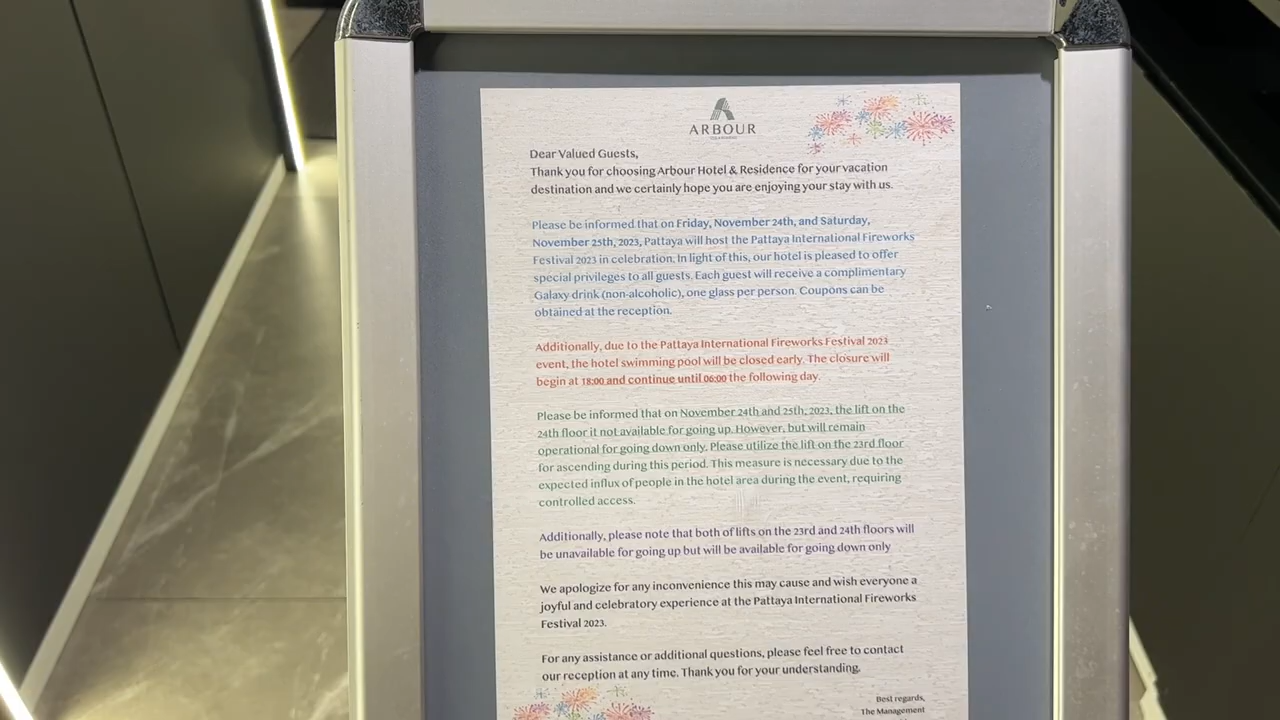 ARBOUR
Dear Valued Guests,
Thank you for choosing Arbour Hotel & Residence for your vacation
destination and we certainly hope you are enjoying your stay with us.
Please be informed that on Friday, November 24th, and Saturday,
November 25th, 2023, Pattaya will host the Pattaya International Fireworks
Festival 2023 in celebration. In light of this, our hotel is pleased to offer
special privileges to all guests. Each guest will receive a complimentary
Galaxy drink (non-alcoholic), one glass per person. Coupons can be
obtained at the reception.
Additionally, due to the Pattaya International Fireworks Festival 2023
event, the hotel swimming pool will be closed early. The closure will
begin at 18:00 and continue until 06:00 the following day.
Please be informed that on November 24th and 25th, 2023, the lift on the
24th floor it not available for going up. However, but will remain
operational for going down only. Please utilize the lift on the 23rd floor
for ascending during this period. This measure is necessary due to the
expected influx of people in the hotel area during the event, requiring
controlled access.
Additionally, please note that both of lifts on the 23rd and 24th floors will
be unavailable for going up but will be available for going down only
We apologize for any inconvenience this may cause and wish everyone a
joyful and celebratory experience at the Pattaya International Fireworks
Festival 2023.
For any assistance or additional questions, please feel free to contact
our reception at any time. Thank you for your understanding.
Best regards,
The Management